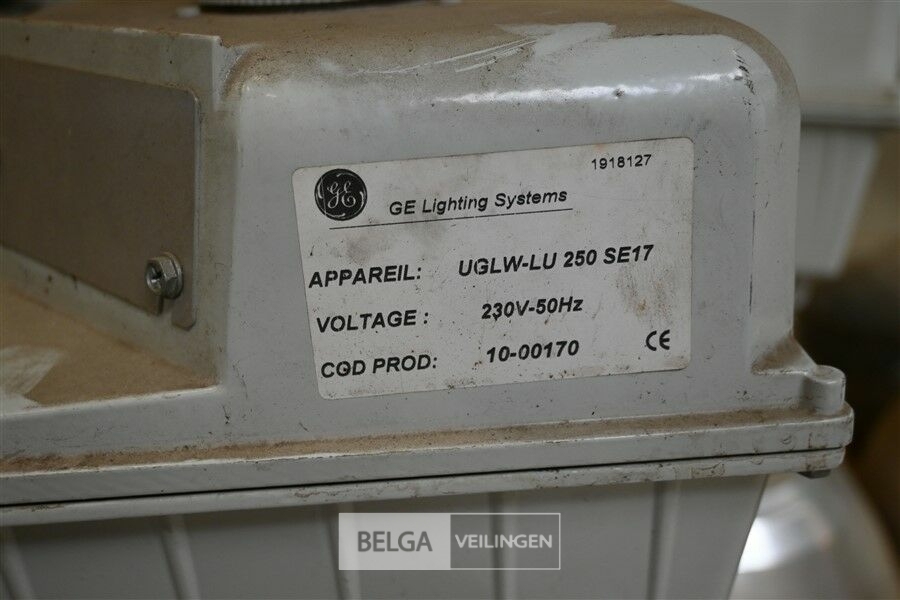 1918127
GE
GE Lighting Systems
APPAREIL: UGLW-LU 250 SE17
VOLTAGE : 230V-50Hz
COD PROD: 10-00170
CE
BELGA VEILINGEN